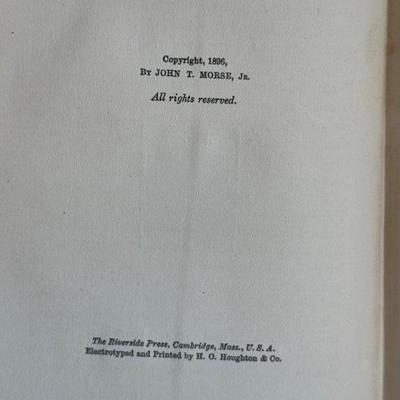 Copyright, 1896,
By JOHN T. MORSE, Jr.
All rights reserved.
The Riverside Press, Cambridge, Mass., U. S. A.
Electrotyped and Printed by H. O. Houghton & Co.